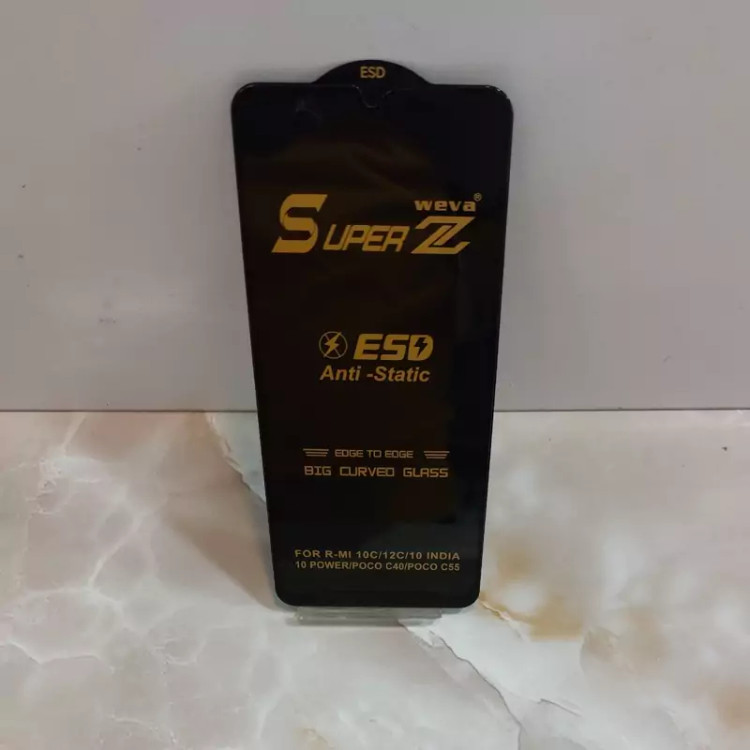 ESD
weva®
SUPER Z
ESD
Anti -Static
EDGE TO EDGE
BIG CURVED GLASS
FOR R-MI 10C/12C/10 INDIA
10 POWER/POCO C40/POCO C55